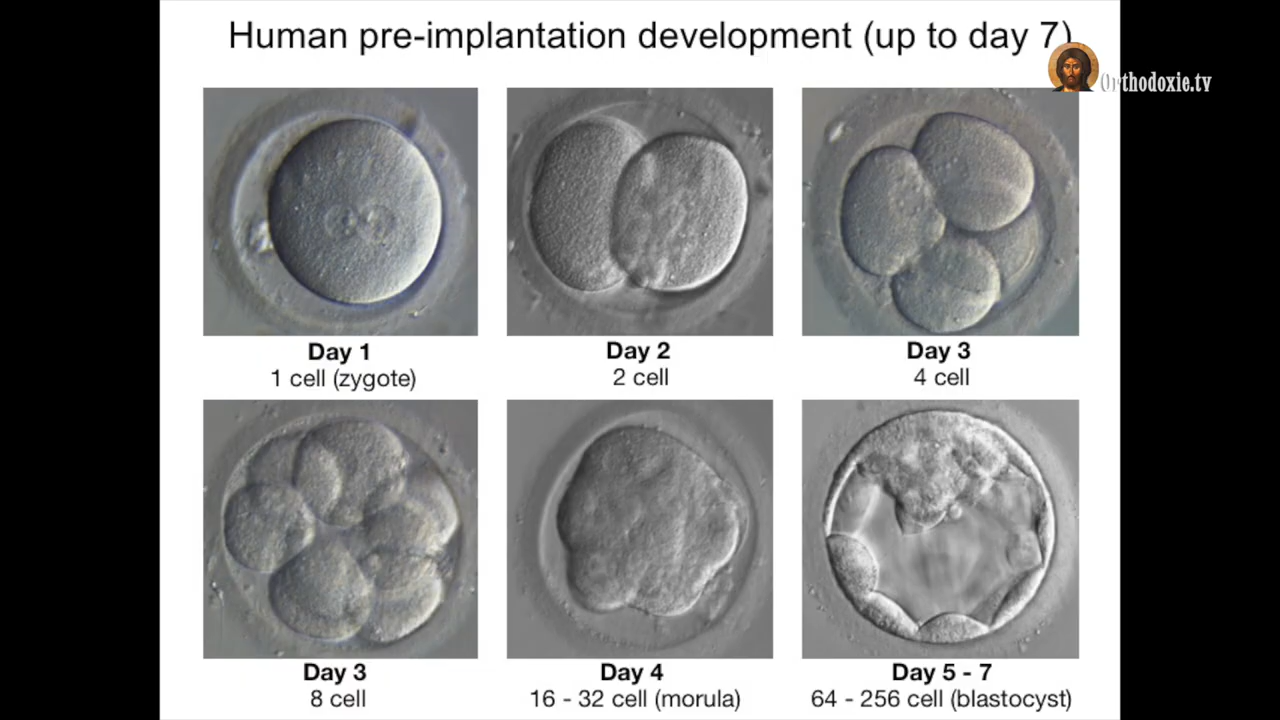 Human pre-implantation development (up to day 7)
Orthodoxie.tv
Day 1
1 cell (zygote)
Day 2
2 cell
Day 3
4 cell
Day 3
8 cell
Day 4
16 - 32 cell (morula)
Day 5 - 7
64 - 256 cell (blastocyst)